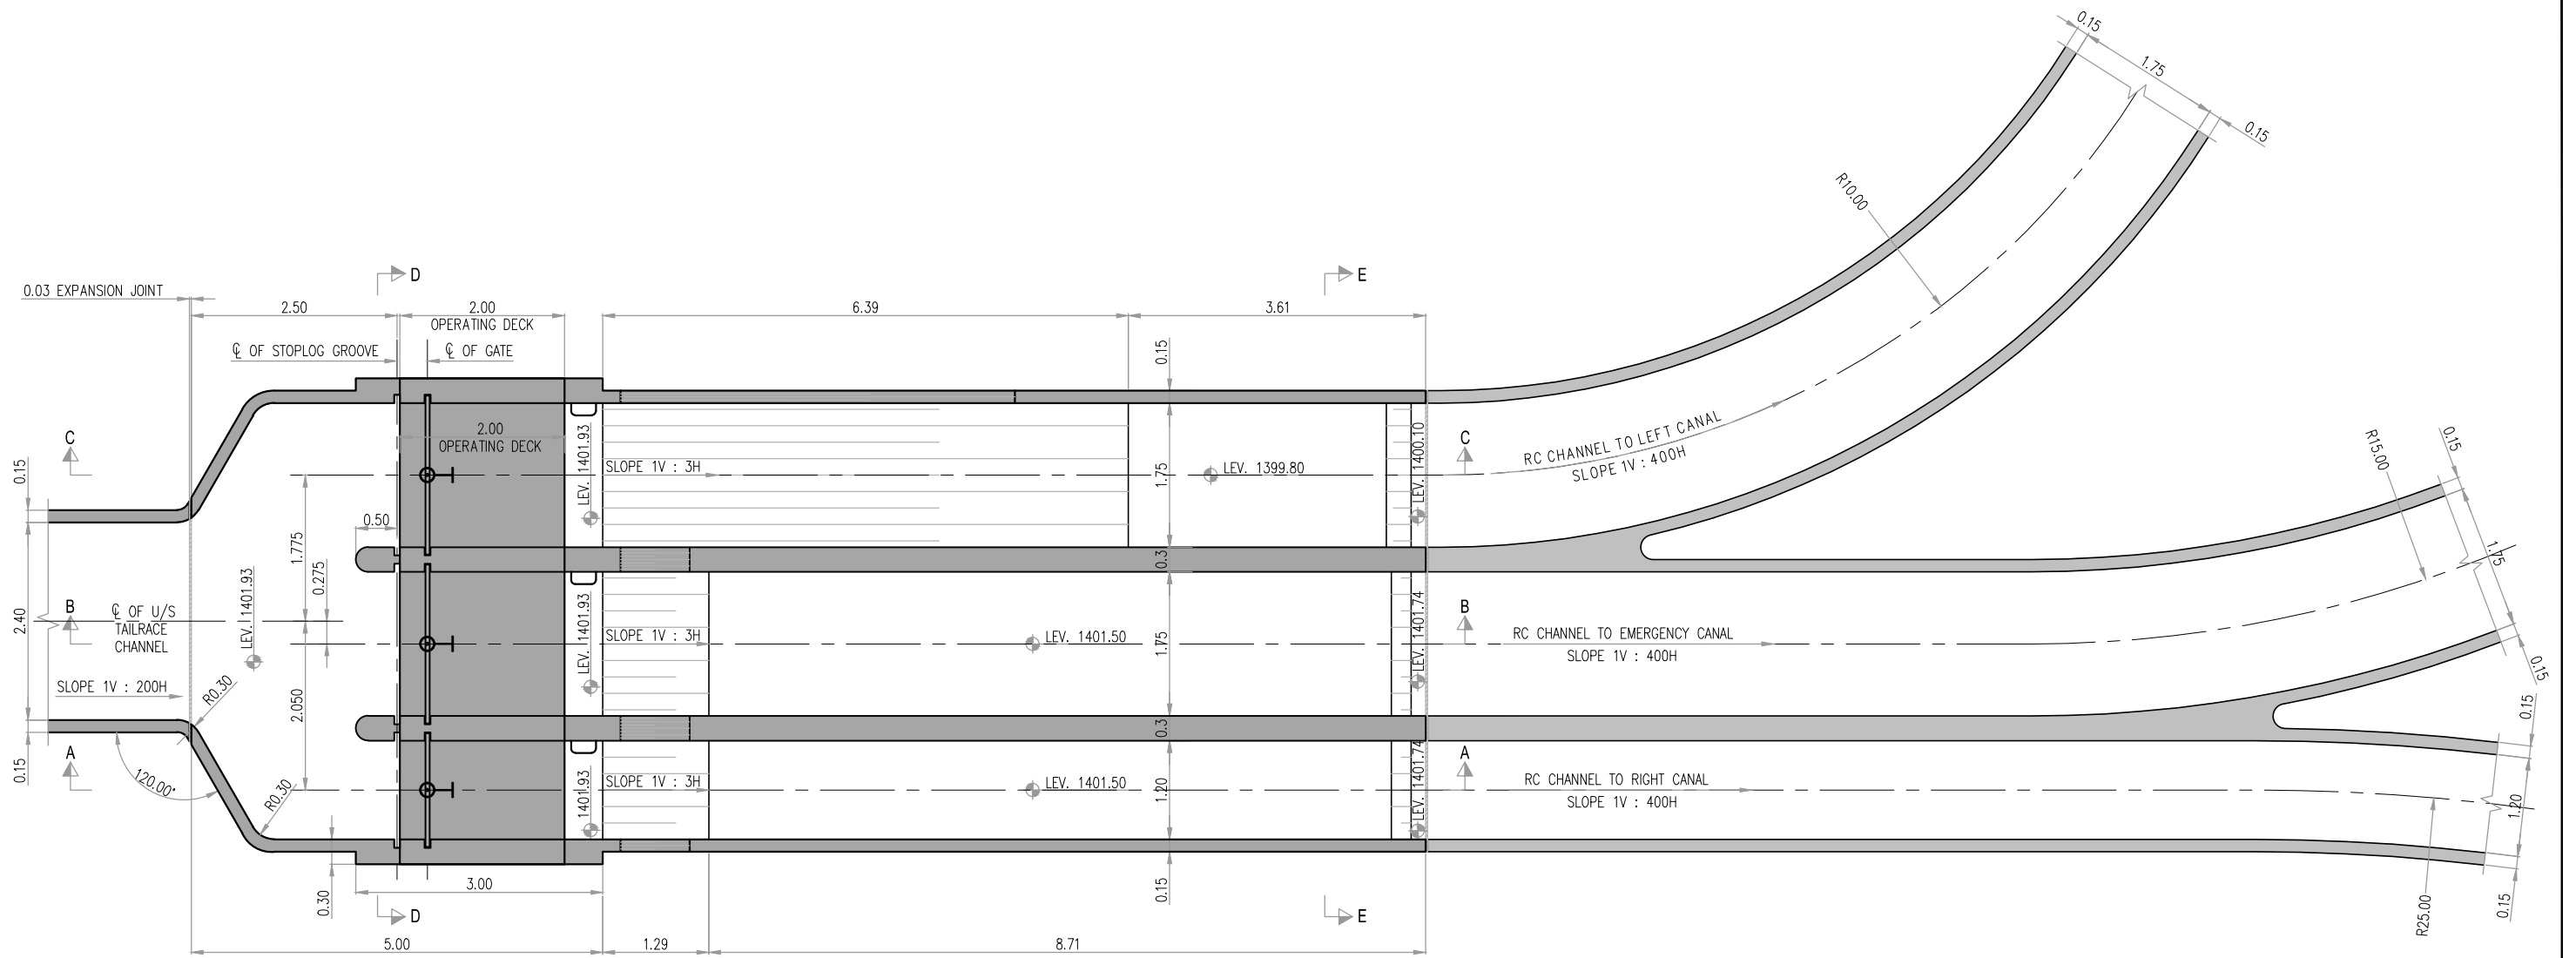 0.15
1.75
0.15
R10.00
D
E
0.03 EXPANSION JOINT
2.50
2.00
OPERATING DECK
6.39
3.61
℄ OF STOPLOG GROOVE
℄ OF GATE
0.15
R15.00
0.15
C
2.00
OPERATING DECK
LEV. 1401.93
SLOPE 1V : 3H
LEV. 1399.80
1.75
LEV. 1400.10
C
RC CHANNEL TO LEFT CANAL
SLOPE 1V : 400H
0.15
0.50
1.775
0.275
0.3
1.75
B
℄ OF U/S
TAILRACE
CHANNEL
2.40
LEV. 1401.93
LEV. 1401.93
SLOPE 1V : 3H
LEV. 1401.50
1.75
LEV. 1401.74
B
RC CHANNEL TO EMERGENCY CANAL
SLOPE 1V : 400H
0.15
SLOPE 1V : 200H
R0.30
2.050
0.3
0.15
A
0.15
120.00°
R0.30
1401.93
SLOPE 1V : 3H
LEV. 1401.50
1.20
LEV. 1401.74
A
RC CHANNEL TO RIGHT CANAL
SLOPE 1V : 400H
1.20
0.30
3.00
0.15
R25.00
0.15
D
E
5.00
1.29
8.71